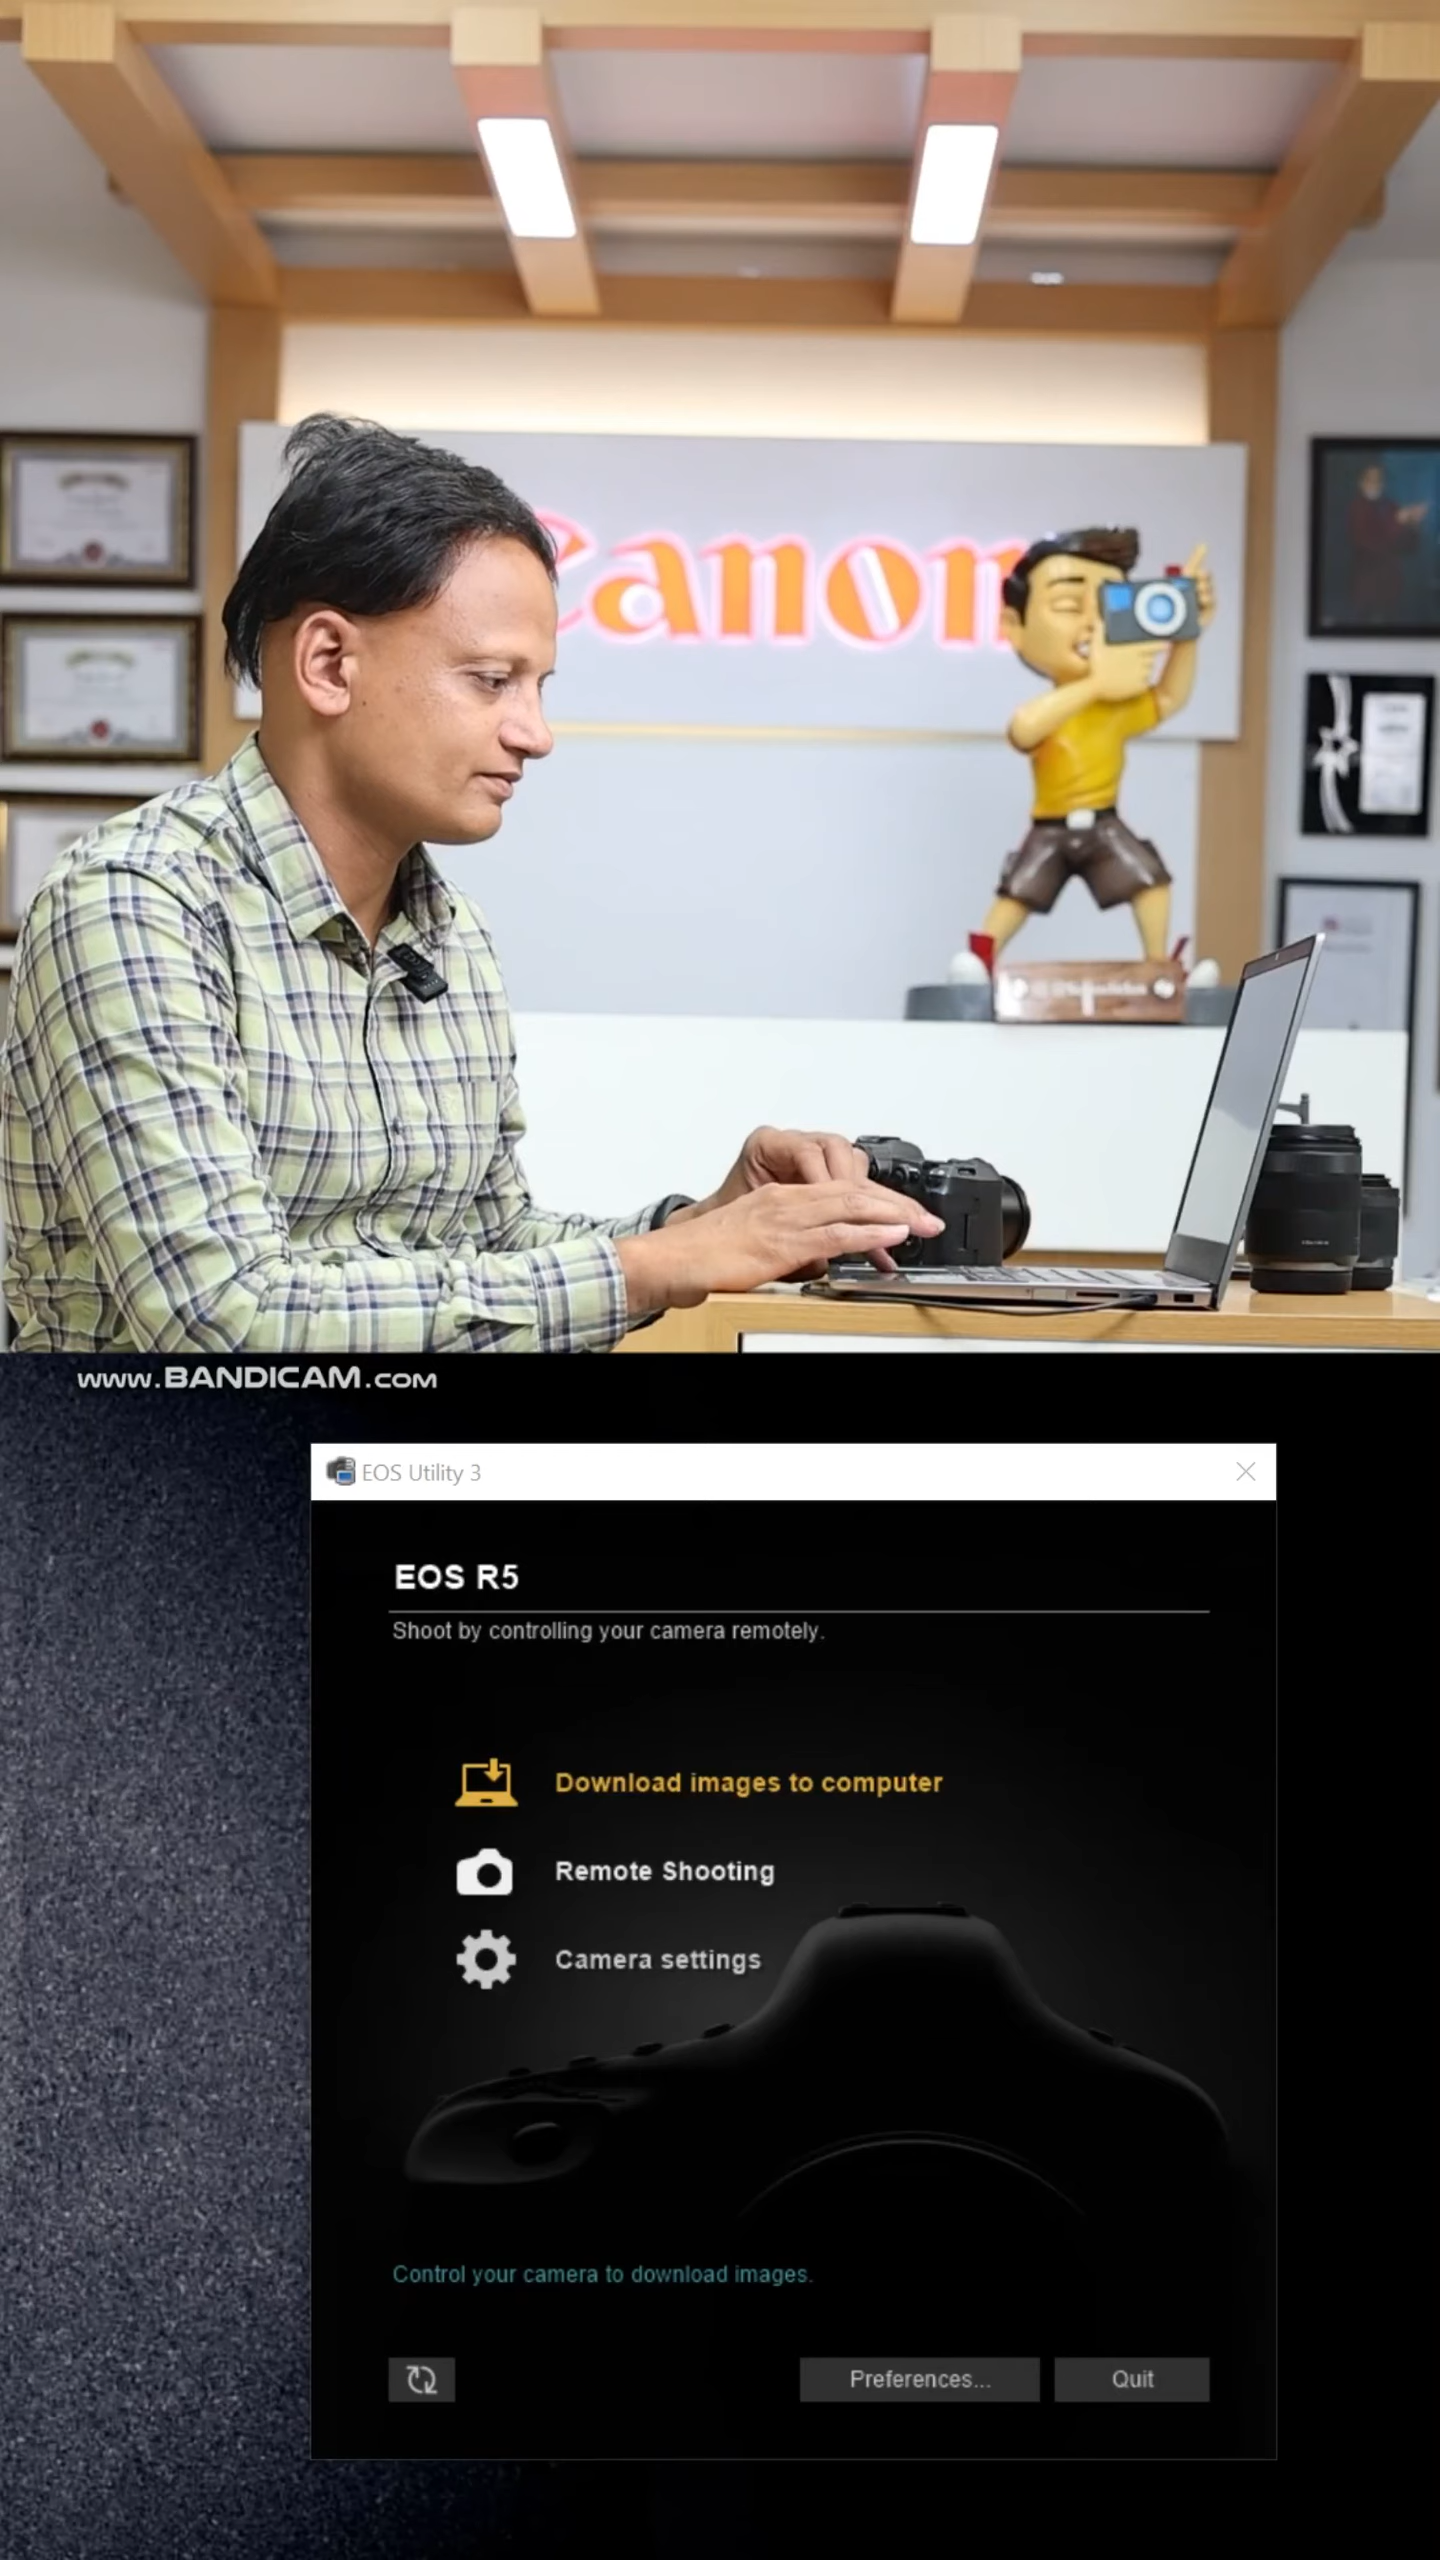 Canon
www.BANDICAM.com
EOS Utility 3
EOS R5
Shoot by controlling your camera remotely.
Download images to computer
Remote Shooting
Camera settings
Control your camera to download images.
Preferences...
Quit